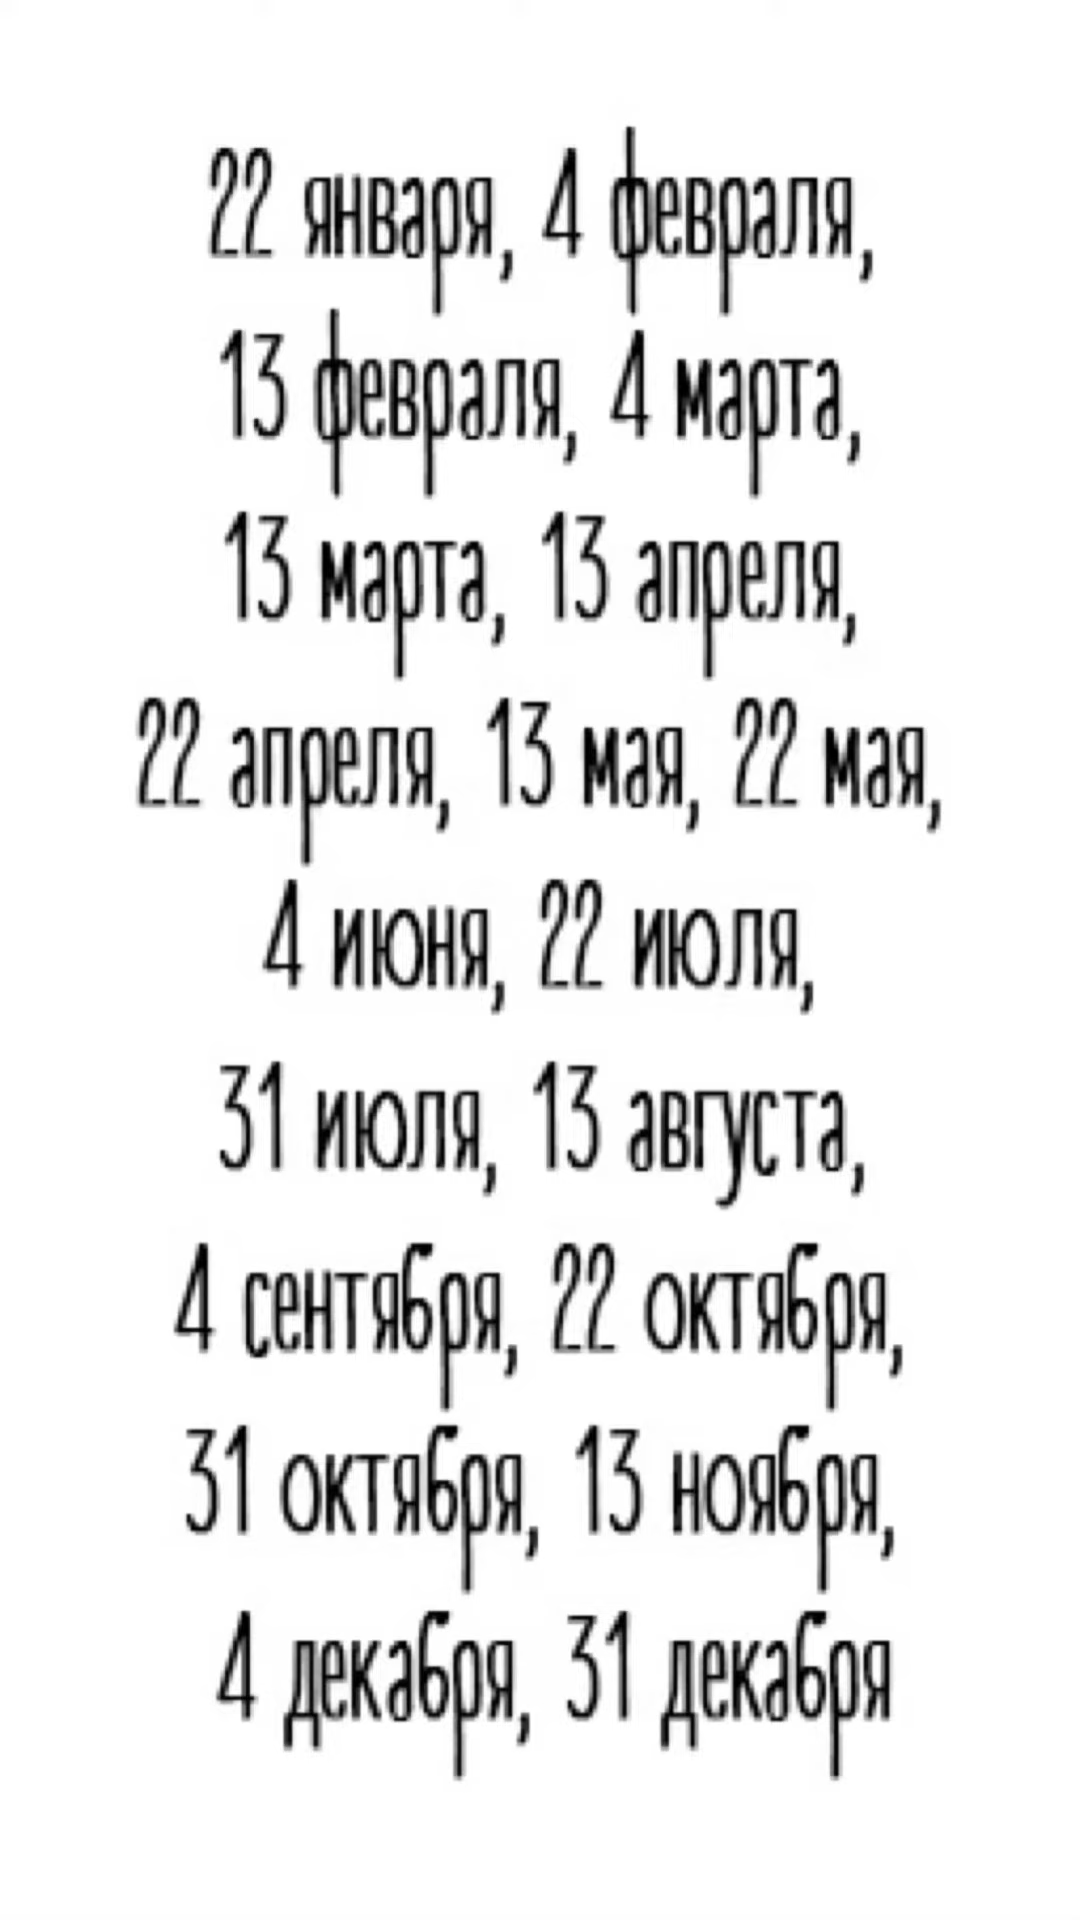 22 января, 4 февраля,
13 февраля, 4 марта,
13 марта, 13 апреля,
22 апреля, 13 мая, 22 мая,
4 июня, 22 июля,
31 июля, 13 августа,
4 сентября, 22 октября,
31 октября, 13 ноября,
4 декабря, 31 декабря